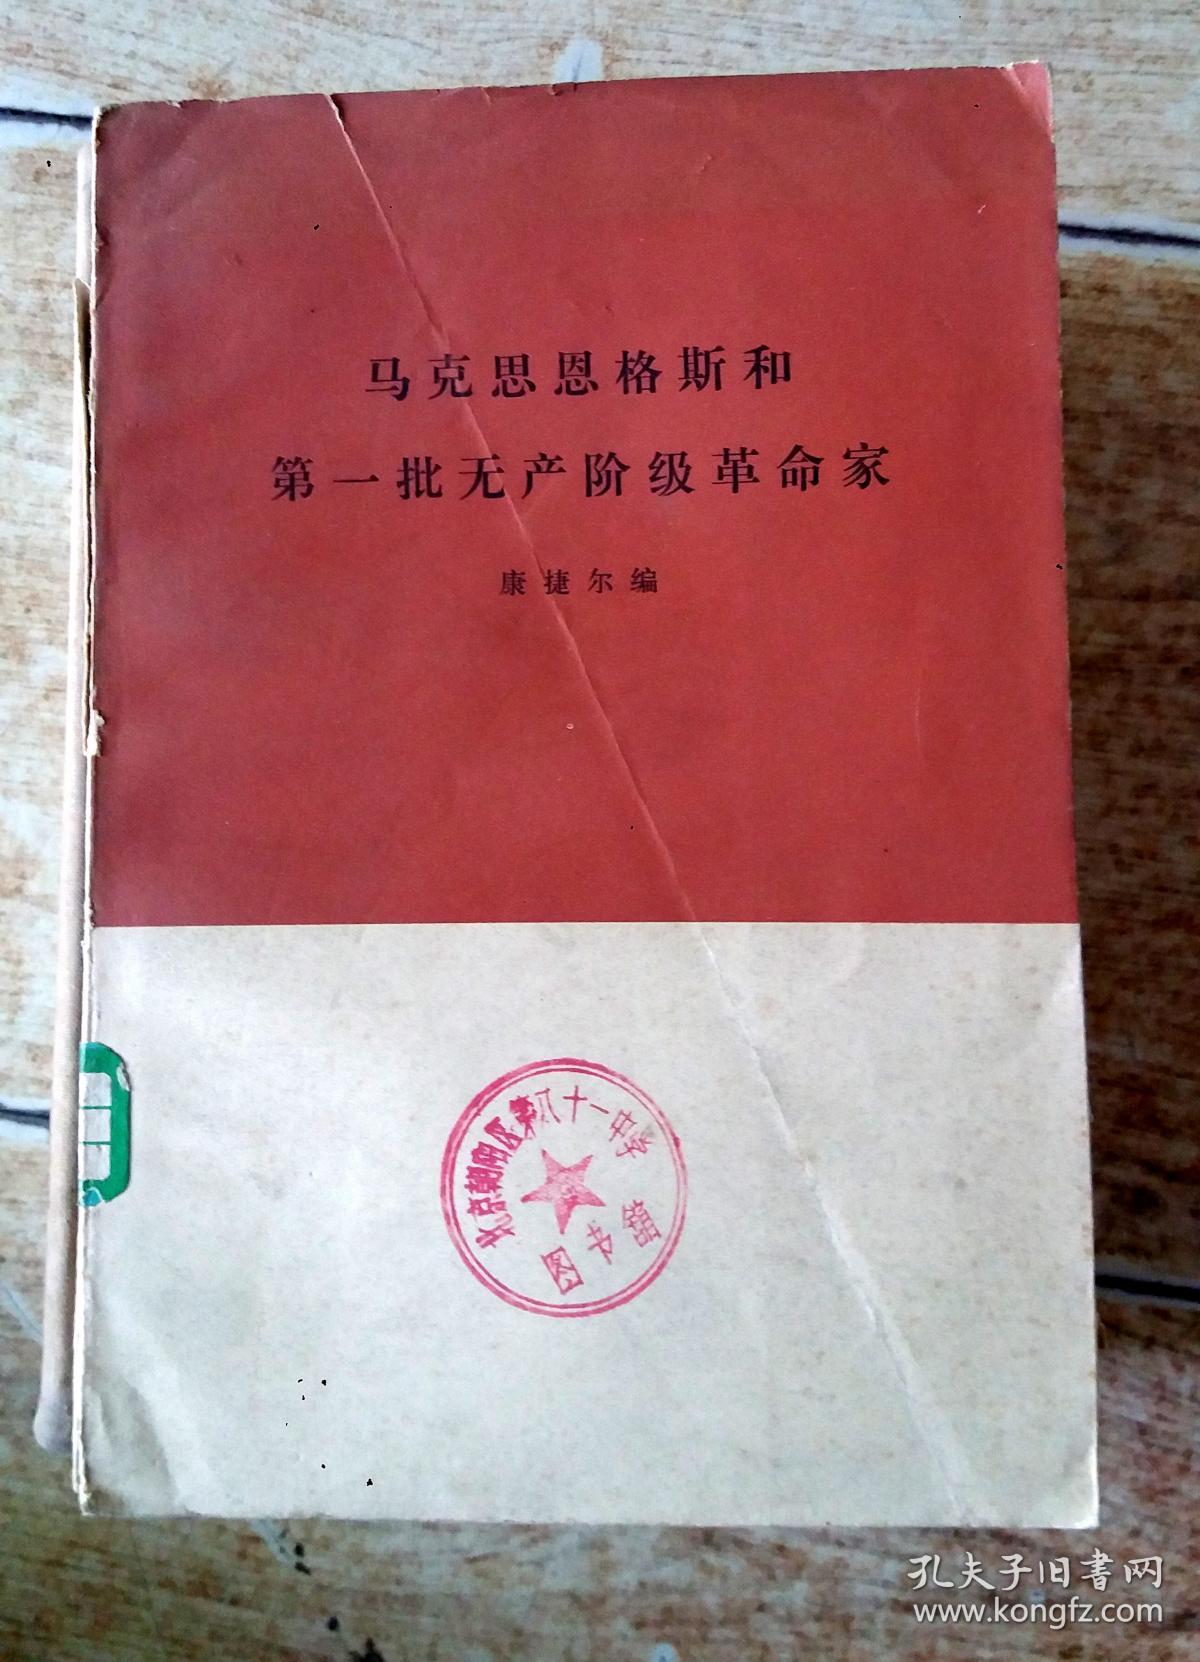 马克思恩格斯和
第一批无产阶级革命家
康捷尔编
北京朝阳区第八十一中学
图书馆
孔夫子旧书网
www.kongfz.com